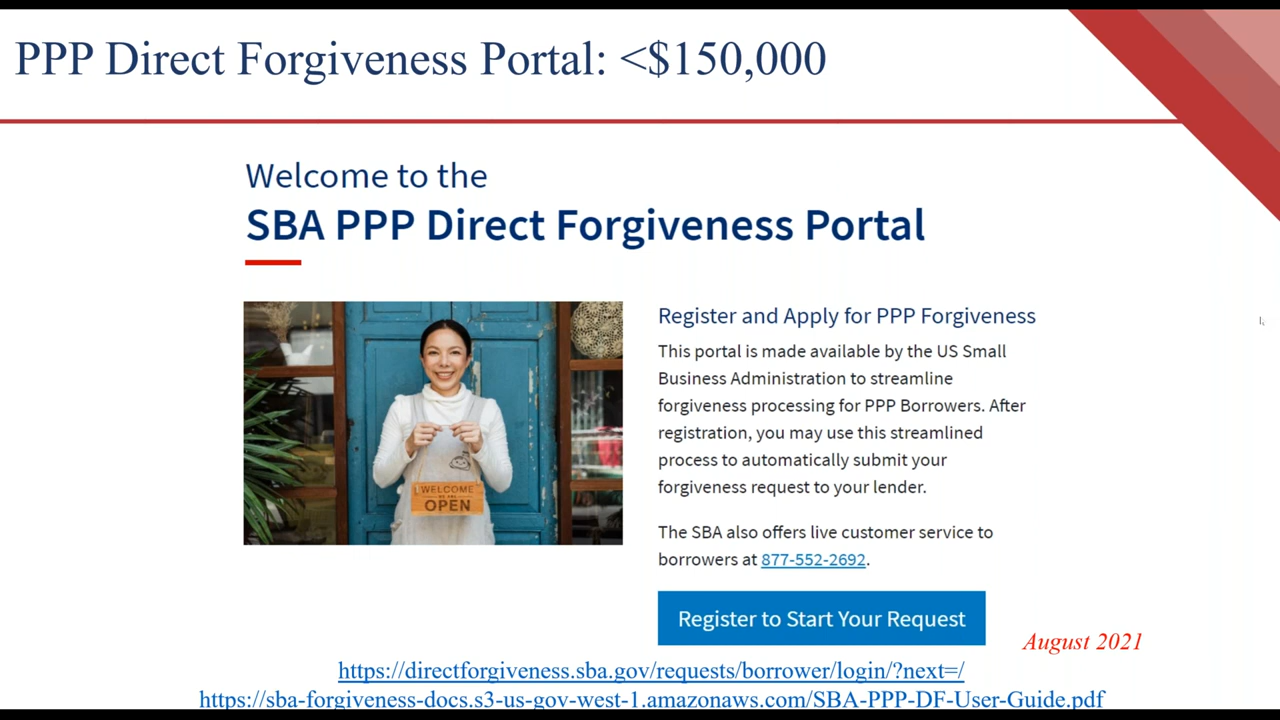 PPP Direct Forgiveness Portal: <$150,000
Welcome to the
SBA PPP Direct Forgiveness Portal
WELCOME
WE ARE
OPEN
Register and Apply for PPP Forgiveness
This portal is made available by the US Small
Business Administration to streamline
forgiveness processing for PPP Borrowers. After
registration, you may use this streamlined
process to automatically submit your
forgiveness request to your lender.
The SBA also offers live customer service to
borrowers at 877-552-2692.
Register to Start Your Request
August 2021
https://directforgiveness.sba.gov/requests/borrower/login/?next=/
https://sba-forgiveness-docs.s3-us-gov-west-1.amazonaws.com/SBA-PPP-DF-User-Guide.pdf